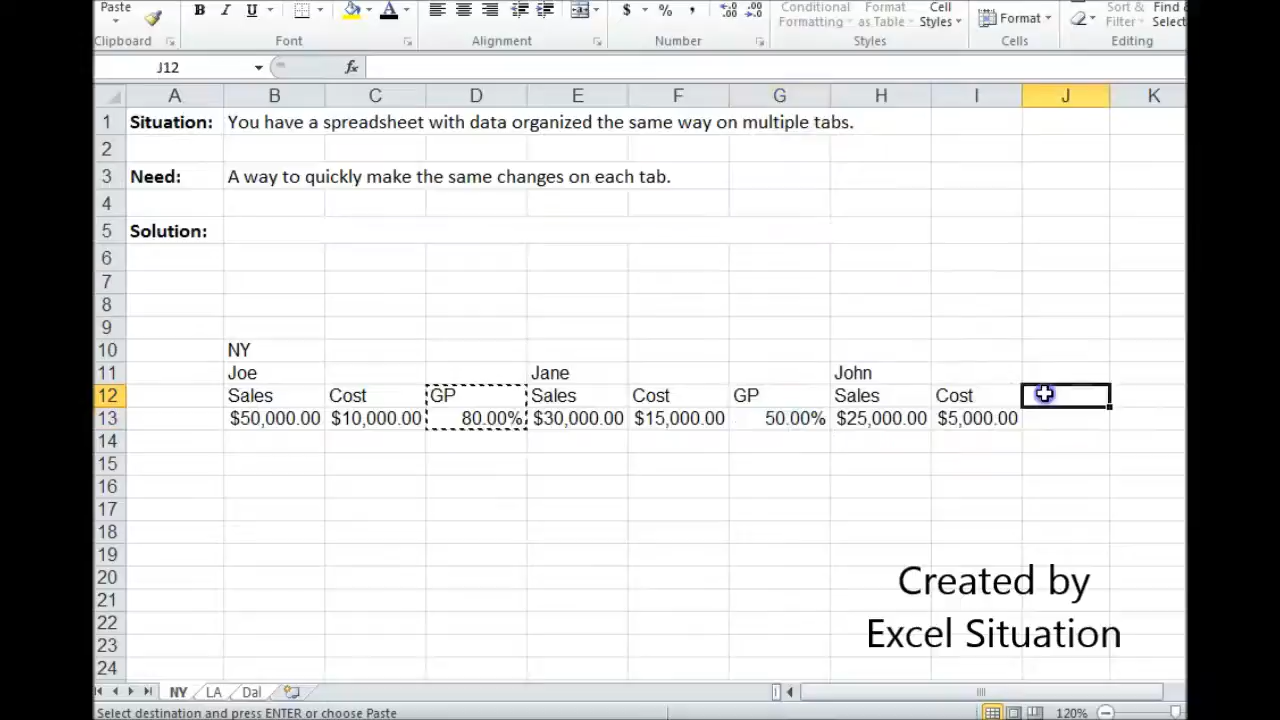 Paste
B I U $ % ,
Conditional Format Cell
Formatting as Table Styles
Format
Sort & Find &
Filter Select
Clipboard Font Alignment Number Styles Cells Editing
J12 fx
A B C D E F G H I J K
1 Situation: You have a spreadsheet with data organized the same way on multiple tabs.
2
3 Need: A way to quickly make the same changes on each tab.
4
5 Solution:
6
7
8
9
10 NY
11 Joe Jane John
12 Sales Cost GP Sales Cost GP Sales Cost
13 $50,000.00 $10,000.00 80.00% $30,000.00 $15,000.00 50.00% $25,000.00 $5,000.00
14
15
16
17
18
19
20
21
22
23
24
Created by
Excel Situation
NY LA Dal
Select destination and press ENTER or choose Paste 120%